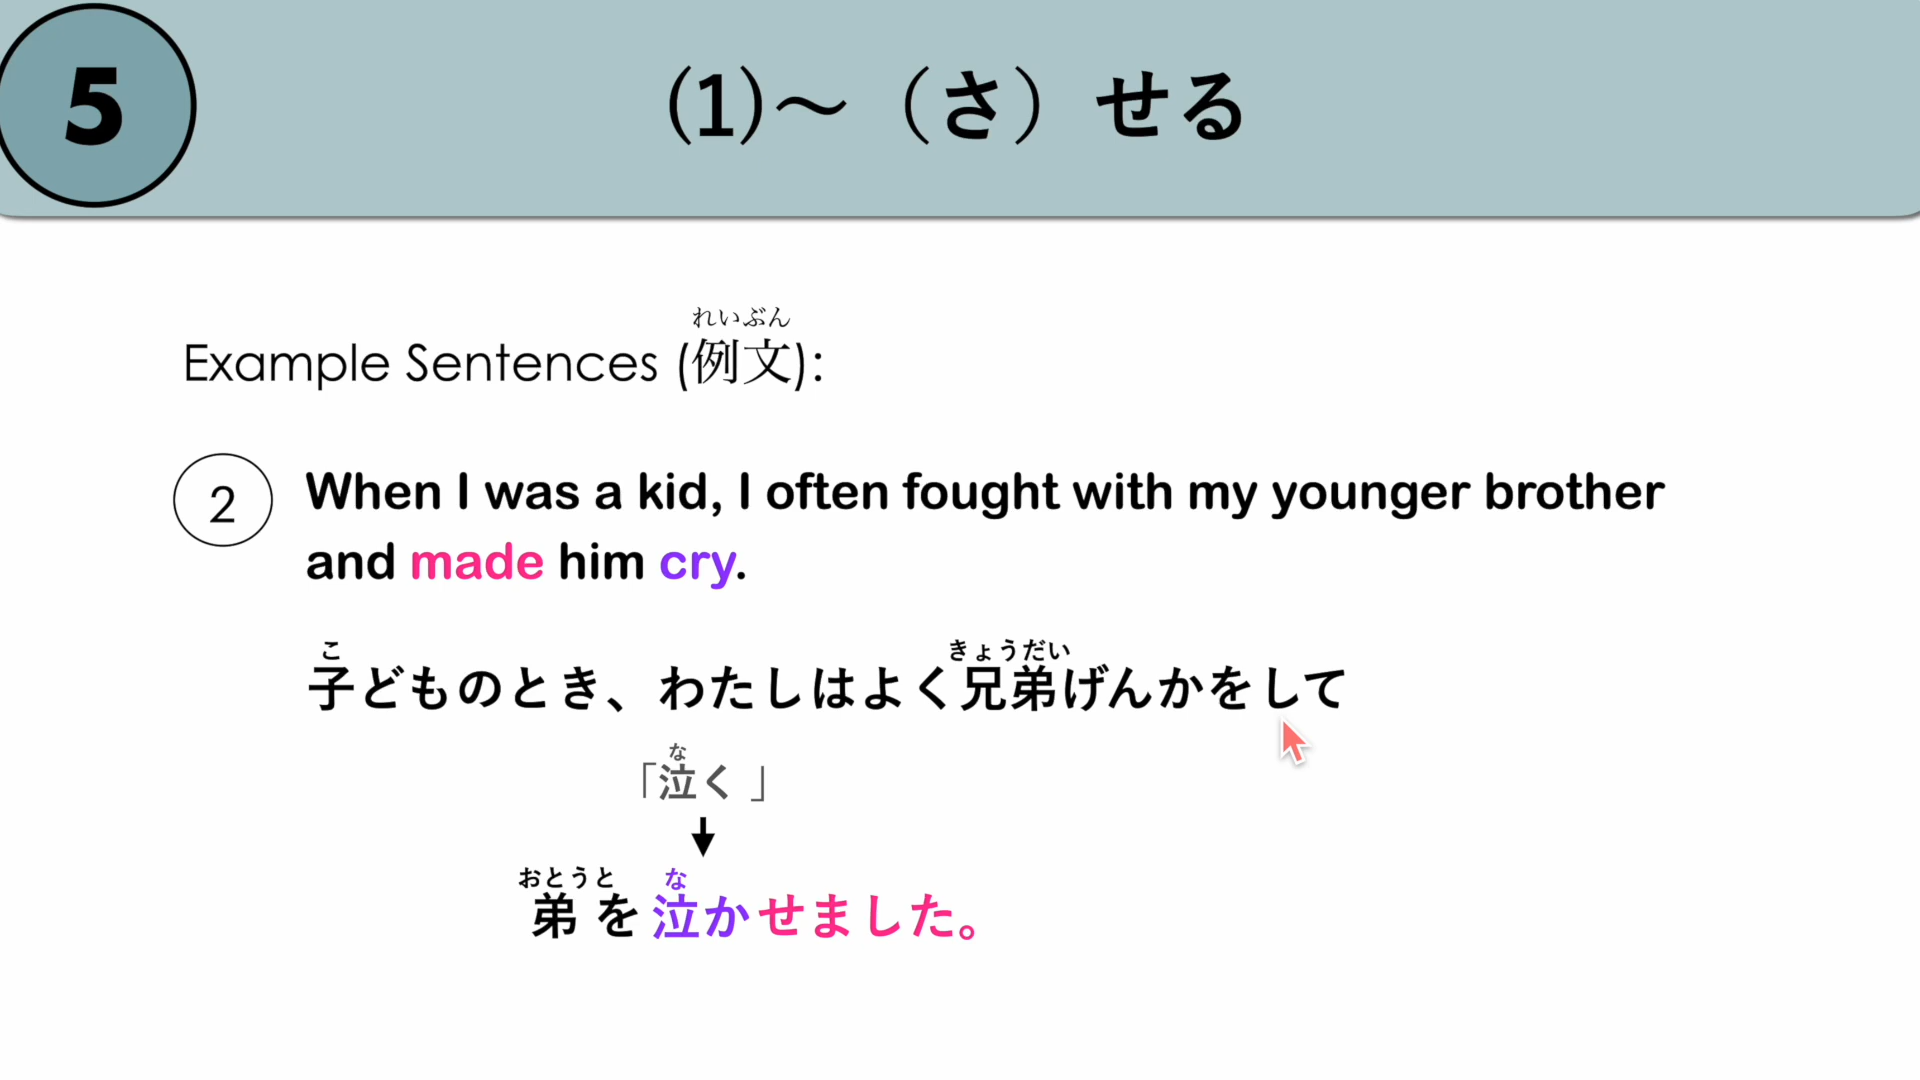 5
(1)～（さ）せる
れいぶん
Example Sentences (例文):
2
When I was a kid, I often fought with my younger brother
and made him cry.
こ きょうだい
子どものとき、わたしはよく兄弟げんかをして
な
「泣く」
おとうと な
弟を泣かせました。